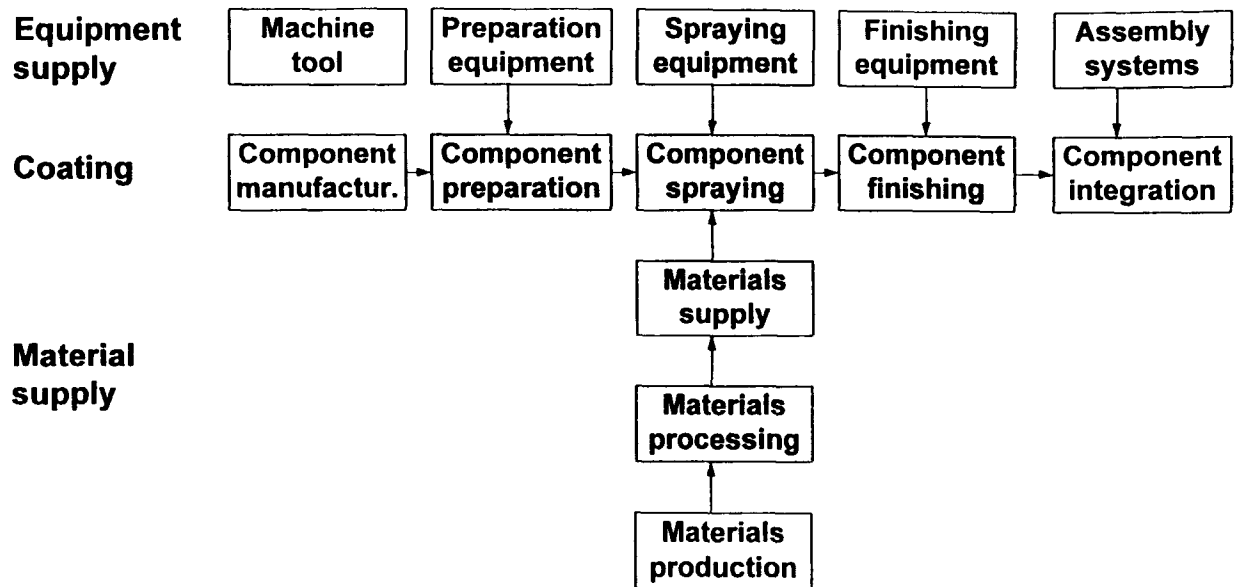 Equipment
supply
Machine
tool
Preparation
equipment
Spraying
equipment
Finishing
equipment
Assembly
systems
Coating
Component
manufactur.
Component
preparation
Component
spraying
Component
finishing
Component
integration
Material
supply
Materials
supply
Materials
processing
Materials
production